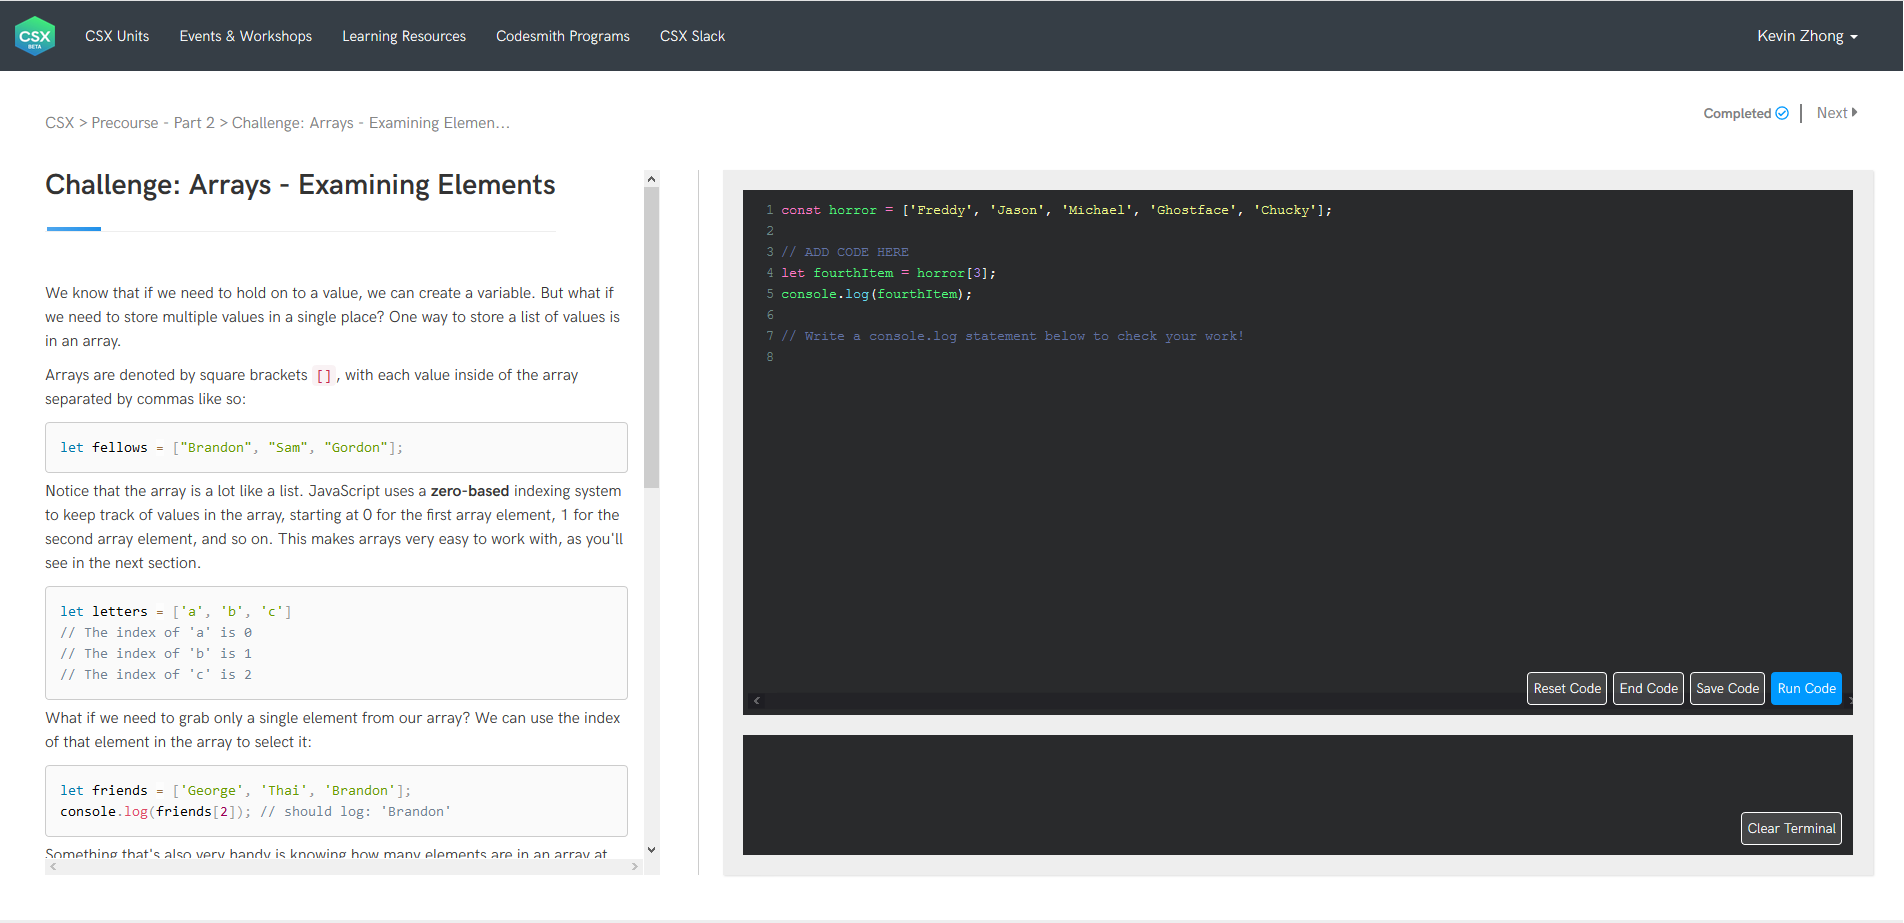 CSX
BETA
CSX Units
Events & Workshops
Learning Resources
Codesmith Programs
CSX Slack
Kevin Zhong
CSX > Precourse - Part 2 > Challenge: Arrays - Examining Elemen...
Completed
Next
Challenge: Arrays - Examining Elements
We know that if we need to hold on to a value, we can create a variable. But what if
we need to store multiple values in a single place? One way to store a list of values is
in an array.
Arrays are denoted by square brackets [], with each value inside of the array
separated by commas like so:
let fellows = ["Brandon", "Sam", "Gordon"];
Notice that the array is a lot like a list. JavaScript uses a zero-based indexing system
to keep track of values in the array, starting at 0 for the first array element, 1 for the
second array element, and so on. This makes arrays very easy to work with, as you'll
see in the next section.
let letters = ['a', 'b', 'c']
// The index of 'a' is 0
// The index of 'b' is 1
// The index of 'c' is 2
What if we need to grab only a single element from our array? We can use the index
of that element in the array to select it:
let friends = ['George', 'Thai', 'Brandon'];
console.log(friends[2]); // should log: 'Brandon'
Something that's also very handy is knowing how many elements are in an array at
1 const horror = ['Freddy', 'Jason', 'Michael', 'Ghostface', 'Chucky'];
2
3 // ADD CODE HERE
4 let fourthItem = horror[3];
5 console.log(fourthItem);
6
7 // Write a console.log statement below to check your work!
8
Reset Code
End Code
Save Code
Run Code
Clear Terminal